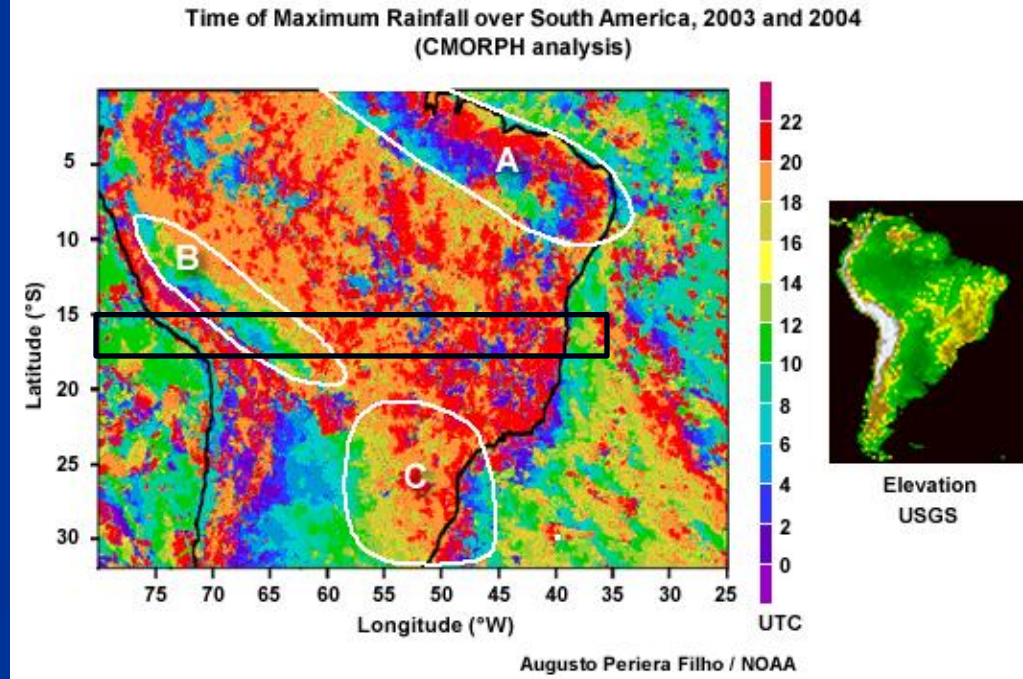 Time of Maximum Rainfall over South America, 2003 and 2004
(CMORPH analysis)
Latitude (°S)
5
10
15
20
25
30
A
B
C
75
70
65
60
55
50
45
40
35
30
25
Longitude (°W)
22
20
18
16
14
12
10
8
6
4
2
0
UTC
Elevation
USGS
Augusto Periera Filho / NOAA